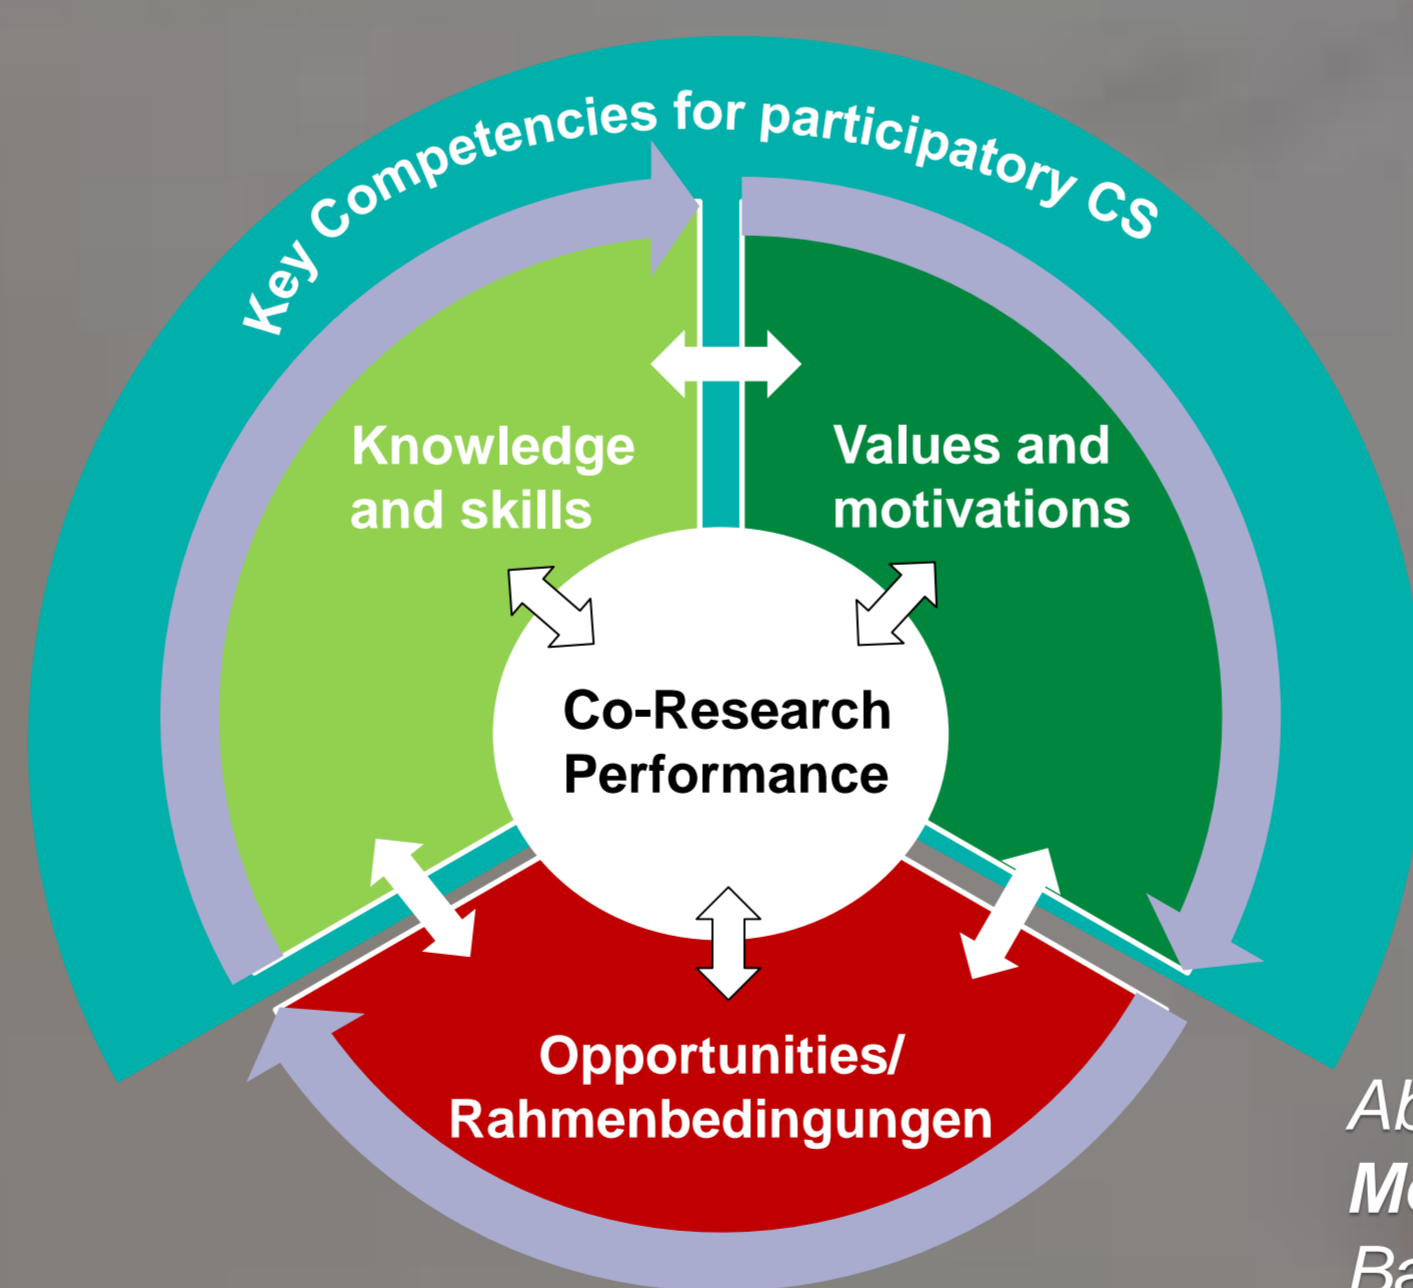 Key Competencies for participatory CS
Knowledge
and skills
Values and
motivations
Co-Research
Performance
Opportunities/
Rahmenbedingungen